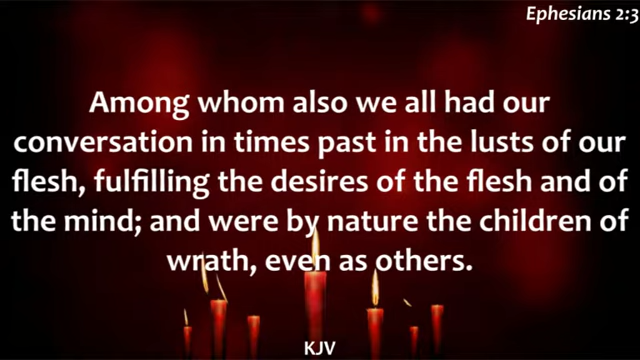 Ephesians 2:3
Among whom also we all had our
conversation in times past in the lusts of our
flesh, fulfilling the desires of the flesh and of
the mind; and were by nature the children of
wrath, even as others.
KJV